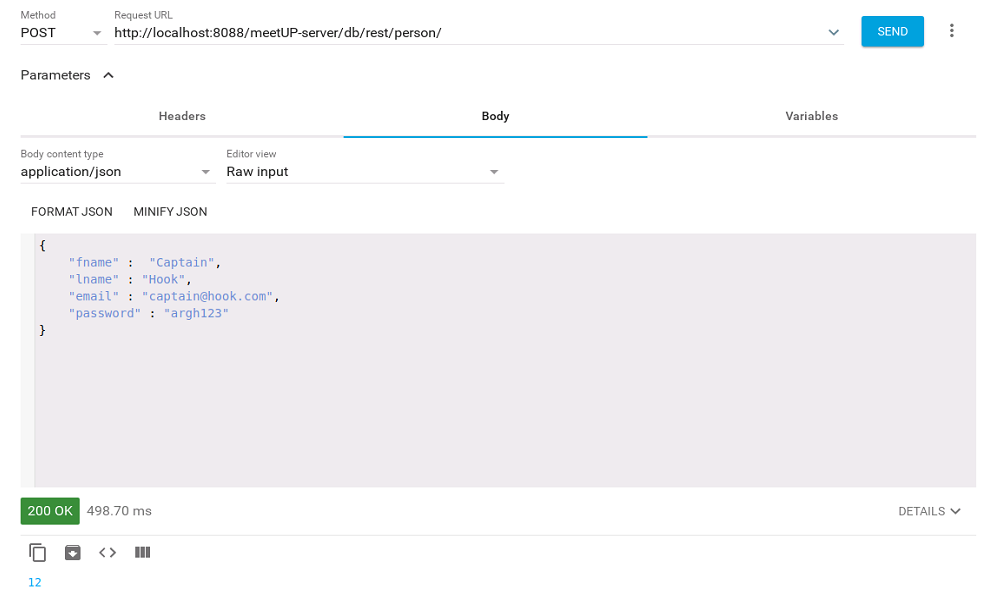 Method
Request URL
POST
http://localhost:8088/meetUP-server/db/rest/person/
SEND
Parameters
Headers
Body
Variables
Body content type
Editor view
application/json
Raw input
FORMAT JSON
MINIFY JSON
{
"fname" :  "Captain",
"lname" : "Hook",
"email" : "captain@hook.com",
"password" : "argh123"
}
200 OK
498.70 ms
DETAILS
12